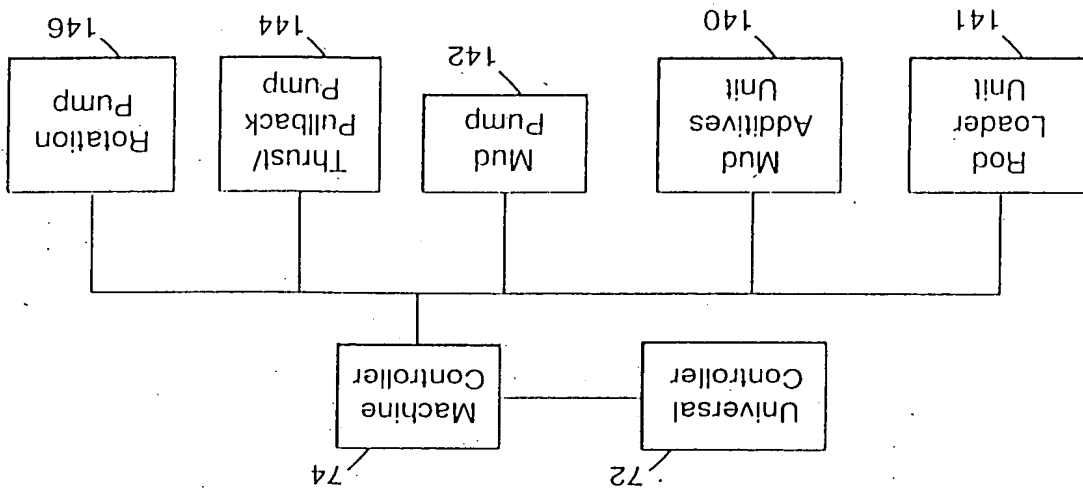 72
74
Universal
Controller
Machine
Controller
Rod
Loader
Unit
141
Mud
Additives
Unit
140
Mud
Pump
142
Thrust/
Pullback
Pump
144
Rotation
Pump
146